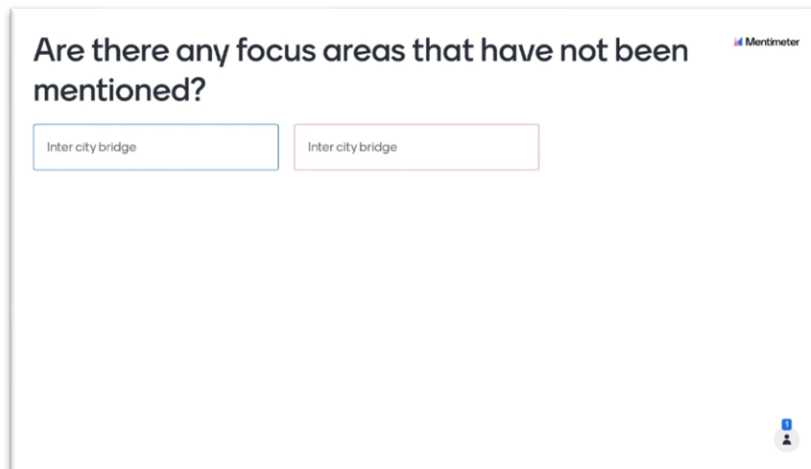 Are there any focus areas that have not been
mentioned?
Mentimeter
Inter city bridge
Inter city bridge
1